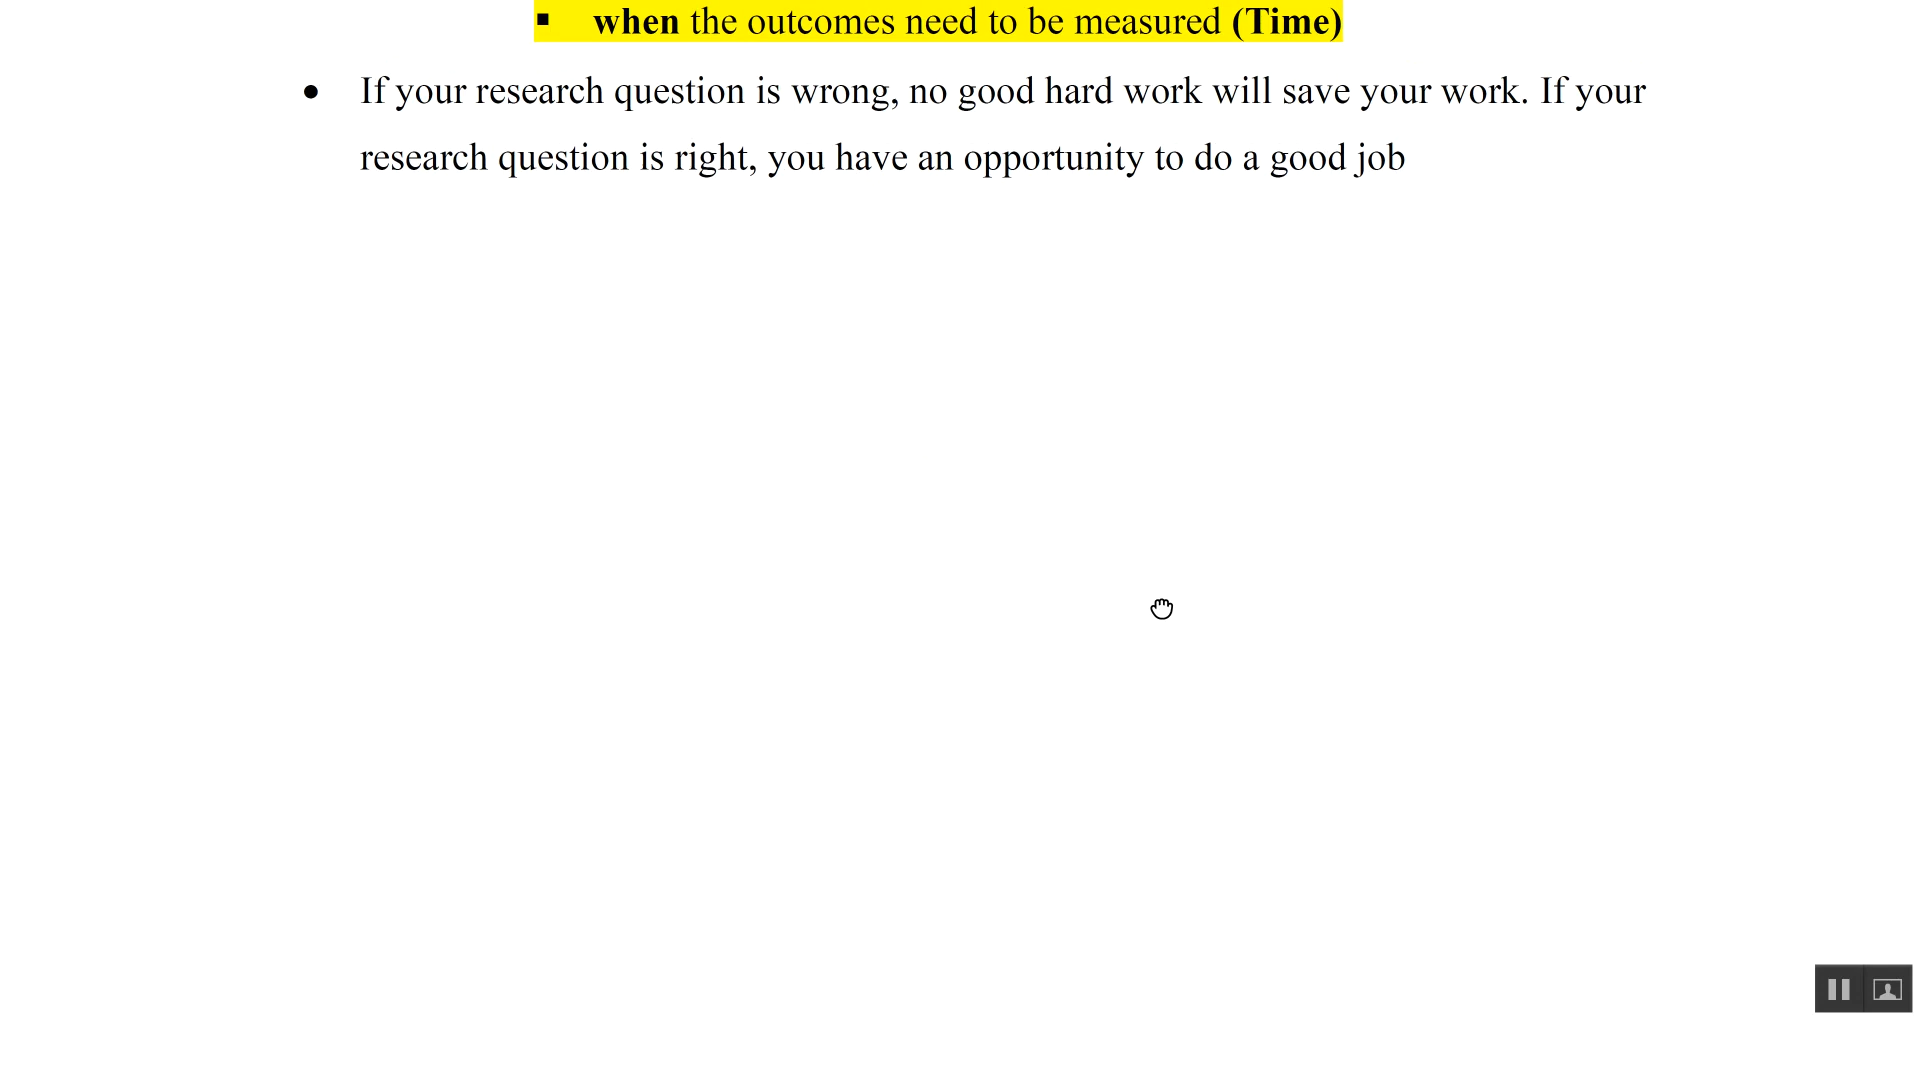 ▪ when the outcomes need to be measured (Time)
• If your research question is wrong, no good hard work will save your work. If your
research question is right, you have an opportunity to do a good job